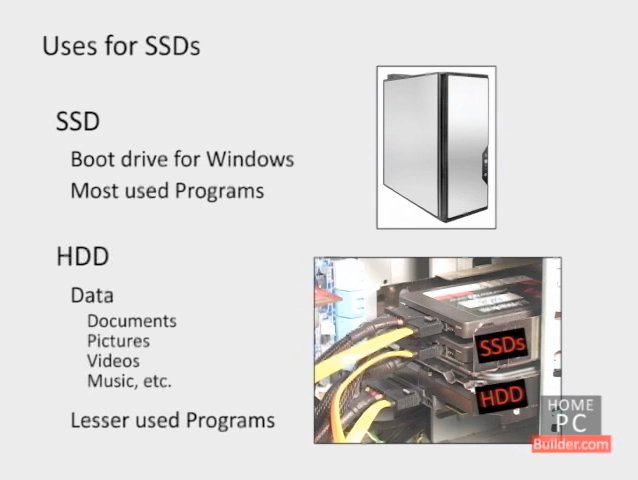 Uses for SSDs
SSD
Boot drive for Windows
Most used Programs
HDD
Data
Documents
Pictures
Videos
Music, etc.
Lesser used Programs
SSDs
HDD
HOME
PC
Builder.com